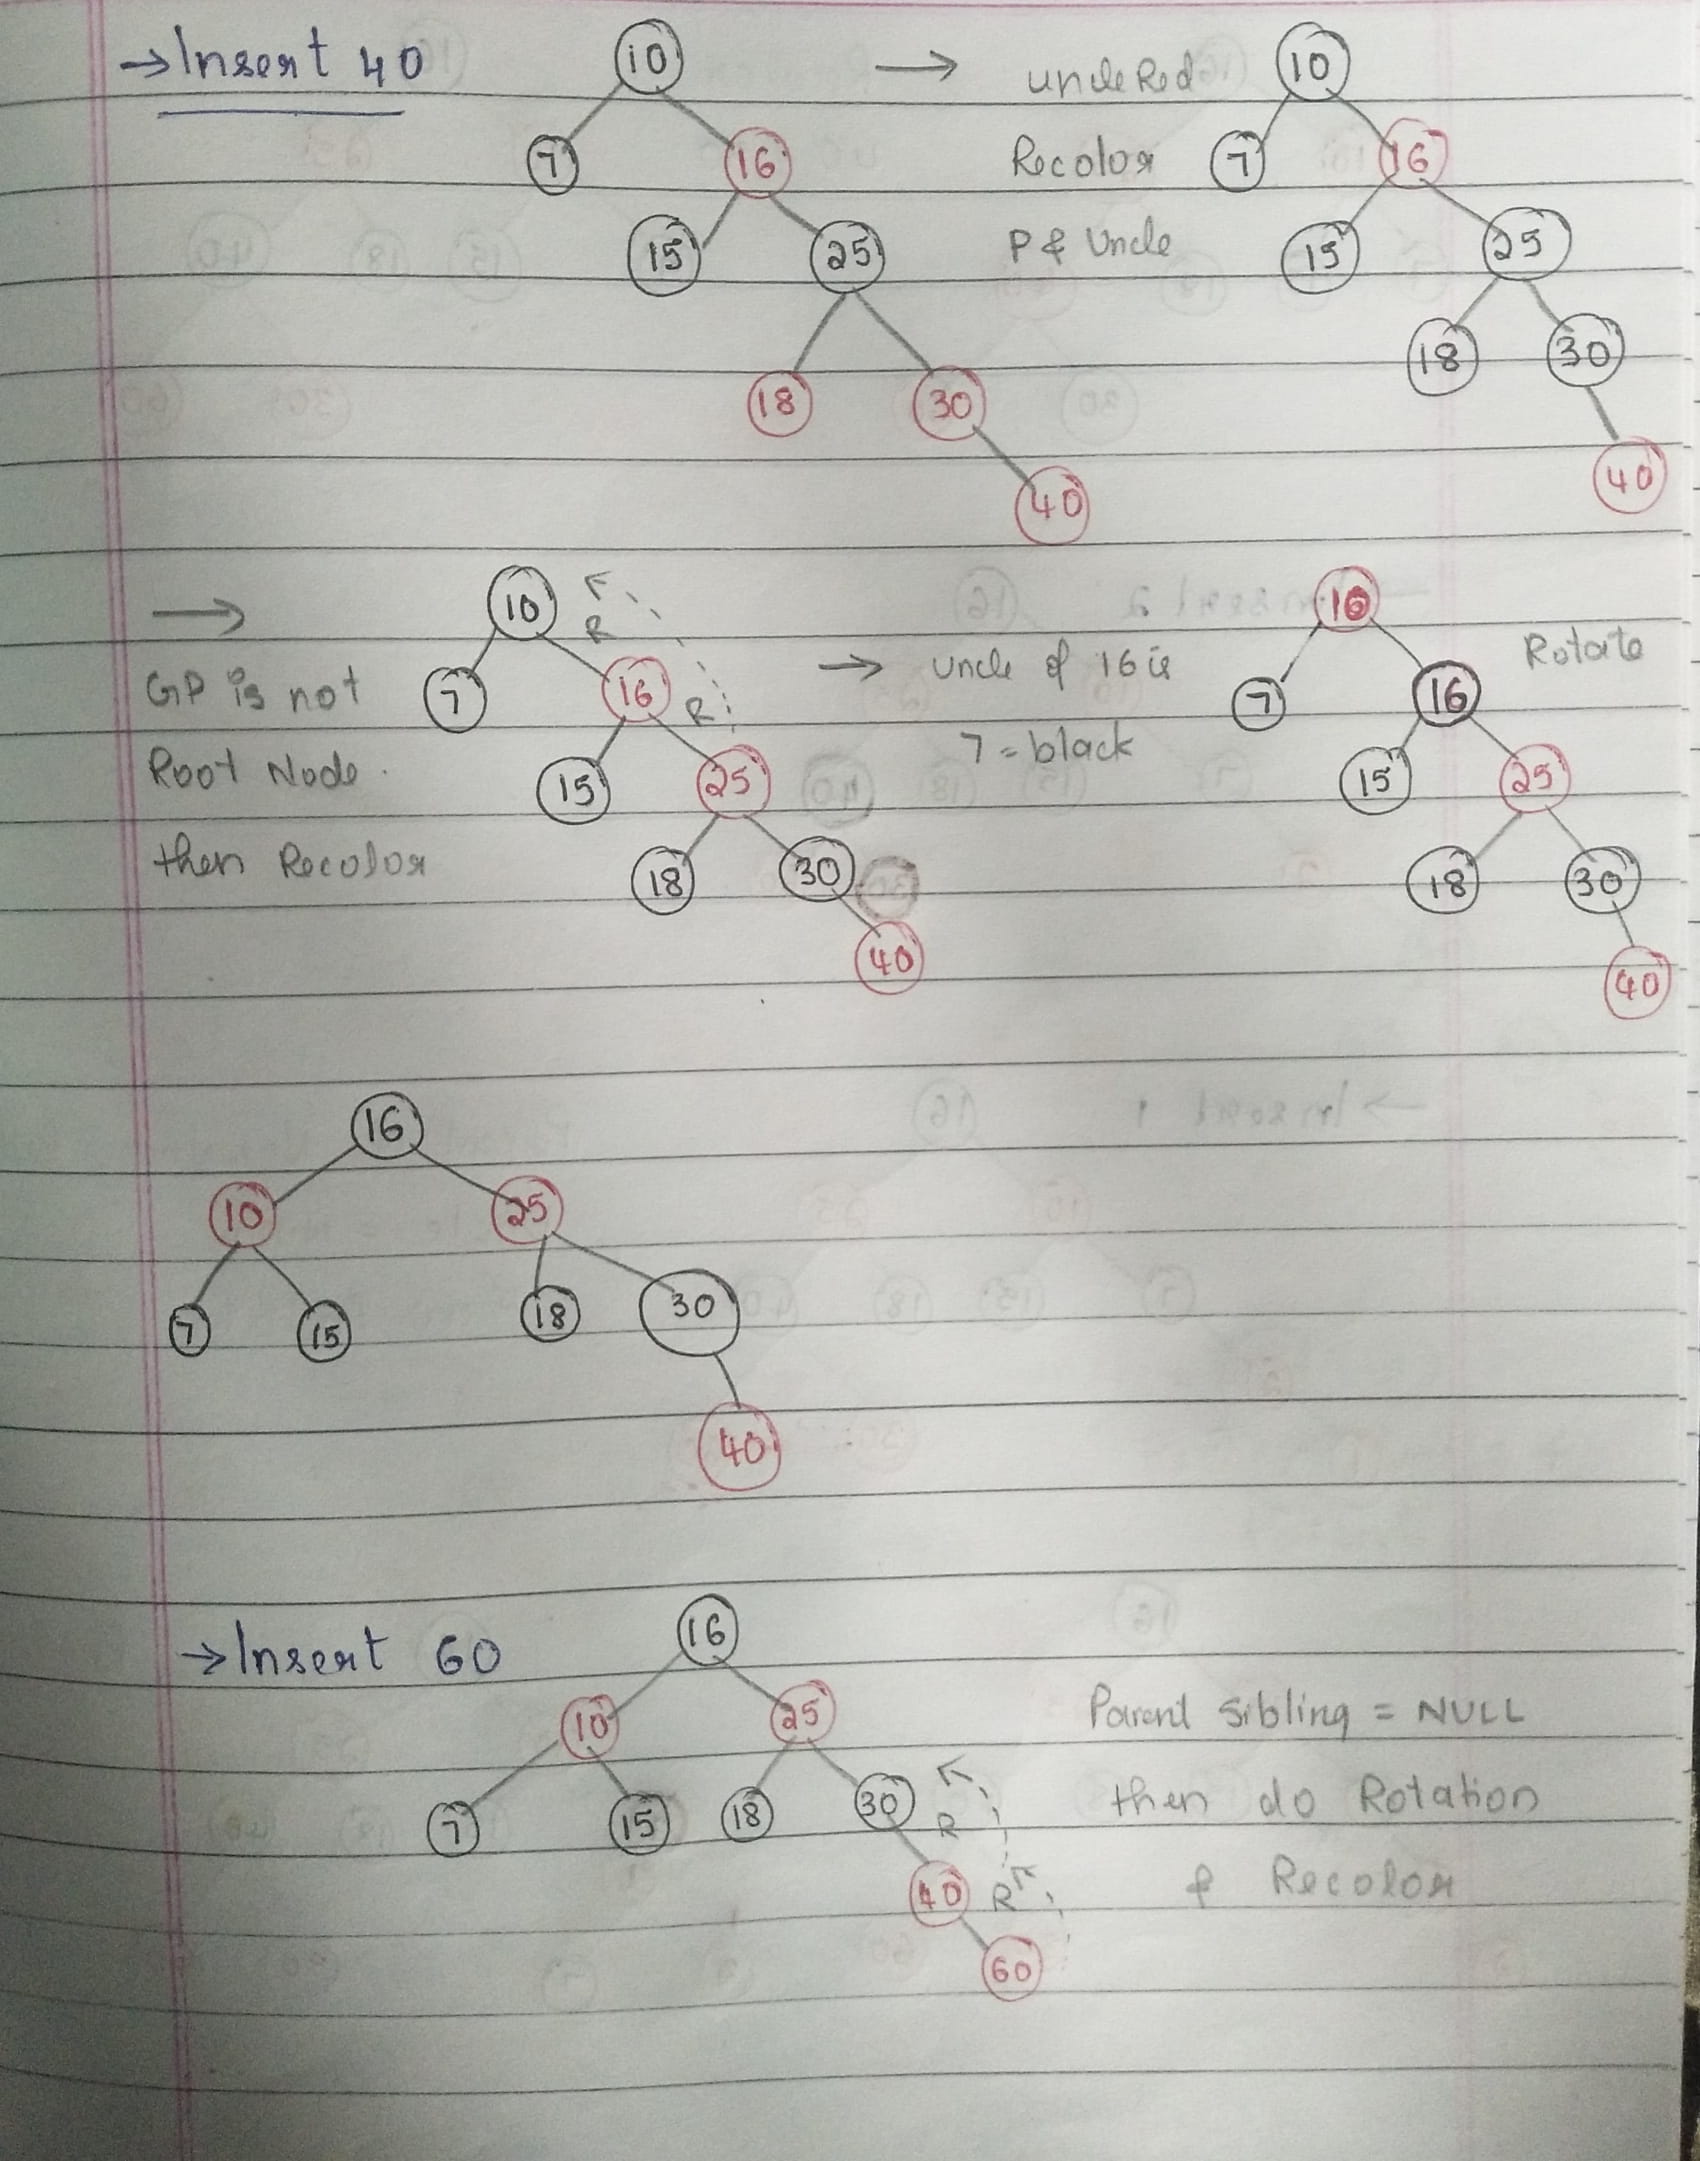 → Insert 40
10
→ uncle Red
10
7
16
Recolor
7
16
15
25
P & Uncle
15
25
18
30
18
30
40
40
→
10
R
10
GP is not
7
16
R
→ uncle of 16 is
7
16
Rotate
Root Node.
15
25
7 = black
15
25
then Recolor
18
30
18
30
40
40
16
10
25
7
15
18
30
40
→ Insert 60
16
10
25
Parent sibling = NULL
7
15
18
30
R
then do Rotation
40
R
& Recolor
60